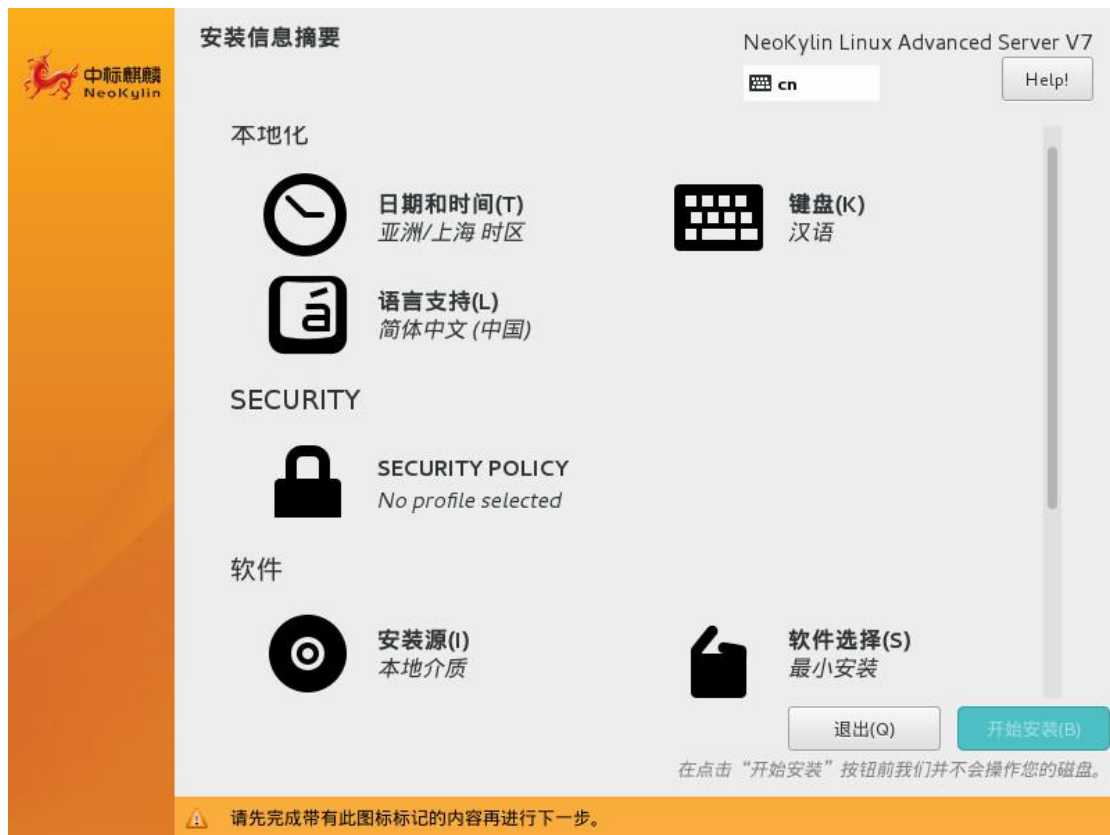 安装信息摘要
NeoKylin Linux Advanced Server V7
中标麒麟
NeoKylin
cn
Help!
本地化
日期和时间(T)
亚洲/上海 时区
键盘(K)
汉语
á
语言支持(L)
简体中文 (中国)
SECURITY
SECURITY POLICY
No profile selected
软件
安装源(I)
本地介质
软件选择(S)
最小安装
退出(Q)
开始安装(B)
在点击“开始安装”按钮前我们并不会操作您的磁盘。
请先完成带有此图标标记的内容再进行下一步。